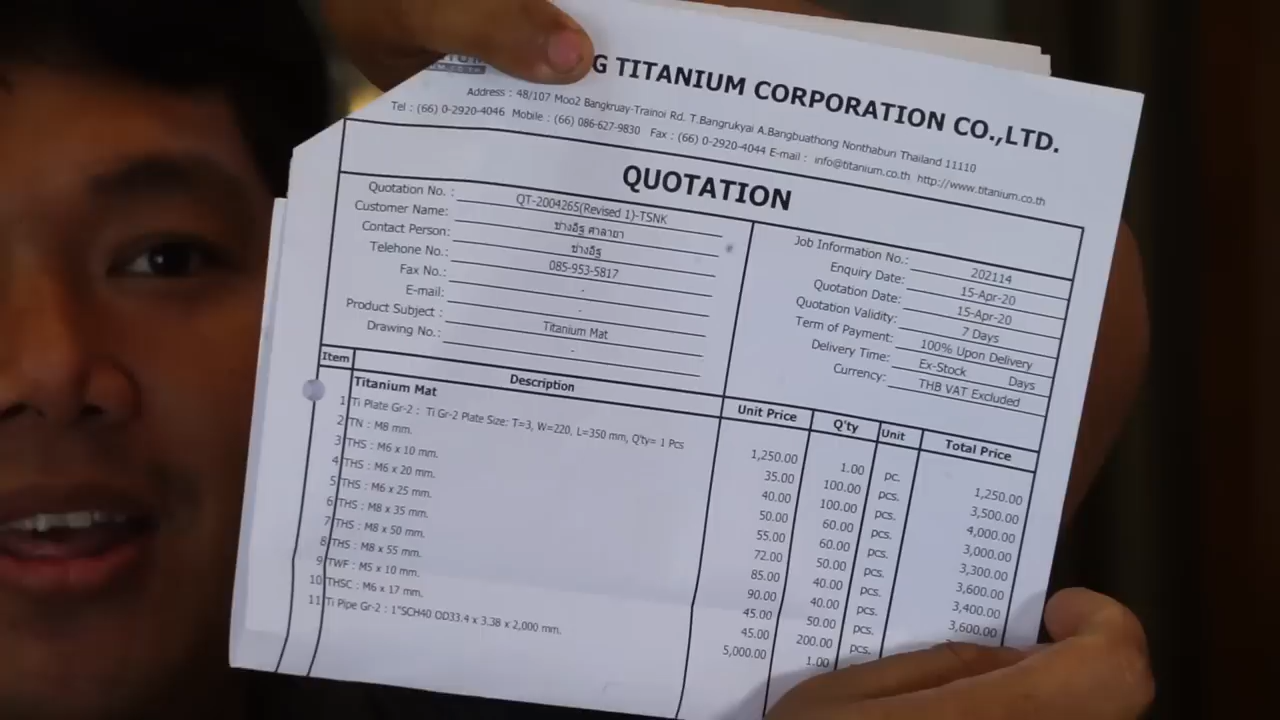 G TITANIUM CORPORATION CO.,LTD.
Address : 48/107 Moo2 Bangkruay-Trainoi Rd. T.Bangrukyai A.Bangbuathong Nonthaburi Thailand 11110
Tel : (66) 0-2920-4046 Mobile : (66) 086-627-9830 Fax : (66) 0-2920-4044 E-mail : info@titanium.co.th http://www.titanium.co.th
QUOTATION
Quotation No. : QT-2004265(Revised 1)-TSNK
Customer Name: ช่างอิฐ ศาลายา
Contact Person: ช่างอิฐ
Telehone No.: 085-953-5817
Fax No.: -
E-mail: -
Product Subject : Titanium Mat
Drawing No.: -
Job Information No.: 202114
Enquiry Date: 15-Apr-20
Quotation Date: 15-Apr-20
Quotation Validity: 7 Days
Term of Payment: 100% Upon Delivery
Delivery Time: Ex-Stock Days
Currency: THB VAT Excluded
Item Description Unit Price Q'ty Unit Total Price
Titanium Mat
1 Ti Plate Gr-2 : Ti Gr-2 Plate Size: T=3, W=220, L=350 mm, Q'ty= 1 Pcs 1,250.00 1.00 pc. 1,250.00
2 TN : M8 mm. 35.00 100.00 pcs. 3,500.00
3 THS : M6 x 10 mm. 40.00 100.00 pcs. 4,000.00
4 THS : M6 x 20 mm. 50.00 60.00 pcs. 3,000.00
5 THS : M6 x 25 mm. 55.00 60.00 pcs. 3,300.00
6 THS : M8 x 35 mm. 72.00 50.00 pcs. 3,600.00
7 THS : M8 x 50 mm. 85.00 40.00 pcs. 3,400.00
8 THS : M8 x 55 mm. 90.00 40.00 pcs. 3,600.00
9 TWF : M5 x 10 mm. 45.00 50.00 pcs.
10 THSC : M6 x 17 mm. 45.00 200.00 pcs.
11 Ti Pipe Gr-2 : 1"SCH40 OD33.4 x 3.38 x 2,000 mm. 5,000.00 1.00